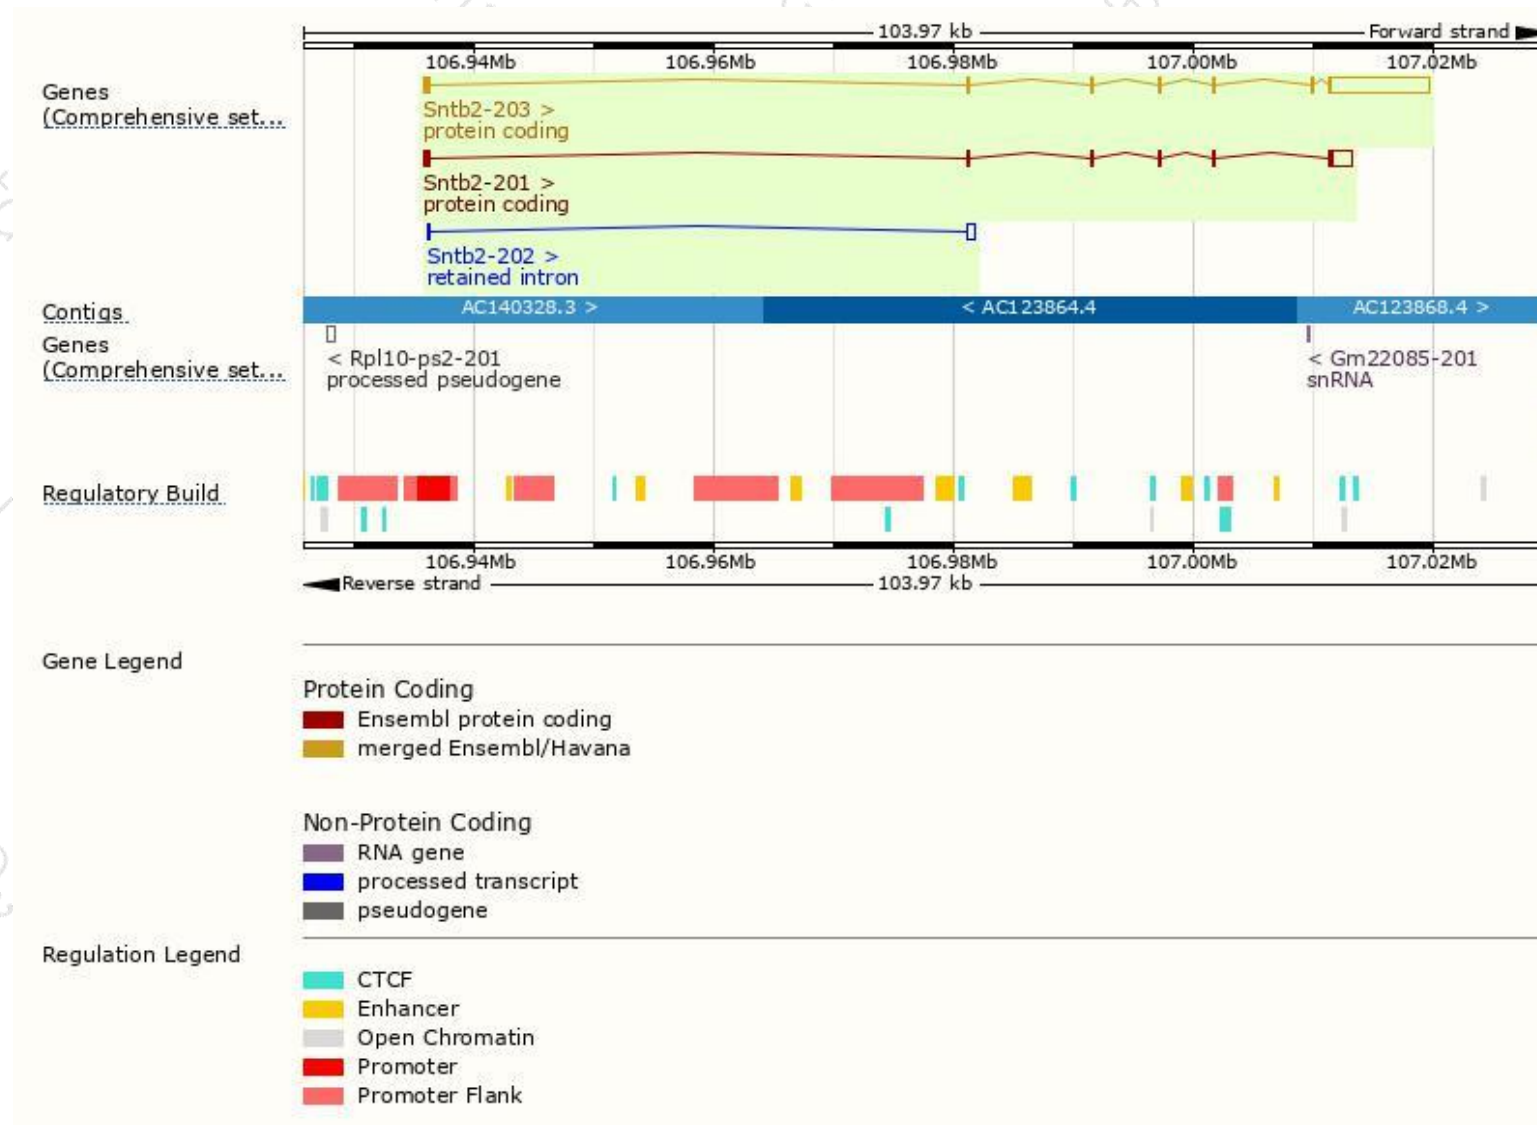 103.97 kb Forward strand
106.94Mb 106.96Mb 106.98Mb 107.00Mb 107.02Mb
Genes
(Comprehensive set...
Sntb2-203 >
protein coding
Sntb2-201 >
protein coding
Sntb2-202 >
retained intron
Contigs
AC140328.3 > < AC123864.4 AC123868.4 >
Genes
(Comprehensive set...
< Rpl10-ps2-201 < Gm22085-201
processed pseudogene snRNA
Regulatory Build
106.94Mb 106.96Mb 106.98Mb 107.00Mb 107.02Mb
Reverse strand 103.97 kb
Gene Legend
Protein Coding
Ensembl protein coding
merged Ensembl/Havana
Non-Protein Coding
RNA gene
processed transcript
pseudogene
Regulation Legend
CTCF
Enhancer
Open Chromatin
Promoter
Promoter Flank